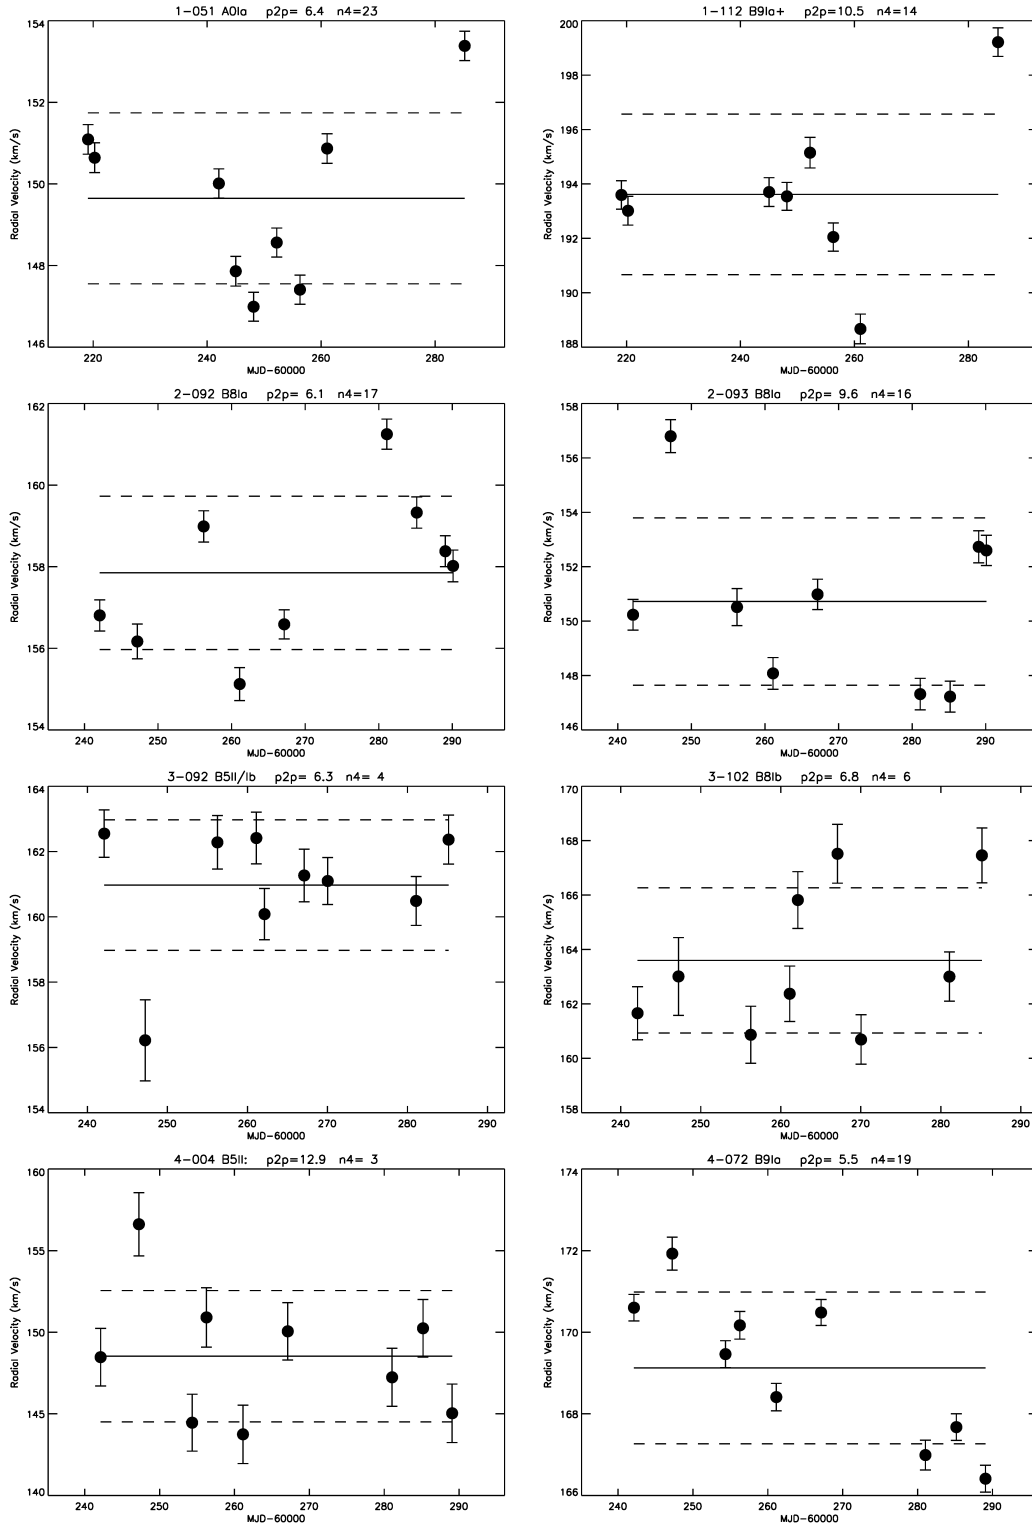 1-051 A0Ia p2p= 6.4 n4=23
154
152
150
148
146
Radial Velocity (km/s)
220 240 260 280
MJD-60000
1-112 B9Ia+ p2p=10.5 n4=14
200
198
196
194
192
190
188
Radial Velocity (km/s)
220 240 260 280
MJD-60000
2-092 B8Ia p2p= 6.1 n4=17
162
160
158
156
154
Radial Velocity (km/s)
240 250 260 270 280 290
MJD-60000
2-093 B8Ia p2p= 9.6 n4=16
158
156
154
152
150
148
146
Radial Velocity (km/s)
240 250 260 270 280 290
MJD-60000
3-092 B5II/Ib p2p= 6.3 n4= 4
164
162
160
158
156
154
Radial Velocity (km/s)
240 250 260 270 280 290
MJD-60000
3-102 B8Ib p2p= 6.8 n4= 6
170
168
166
164
162
160
158
Radial Velocity (km/s)
240 250 260 270 280 290
MJD-60000
4-004 B5II: p2p=12.9 n4= 3
160
155
150
145
140
Radial Velocity (km/s)
240 250 260 270 280 290
MJD-60000
4-072 B9Ia p2p= 5.5 n4=19
174
172
170
168
166
Radial Velocity (km/s)
240 250 260 270 280 290
MJD-60000